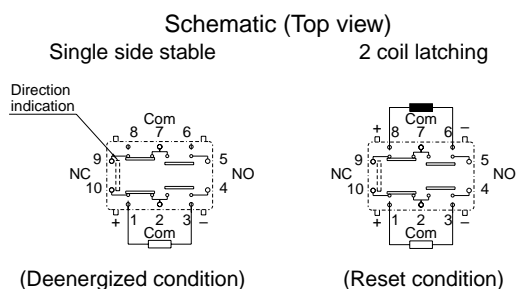 Schematic (Top view)
Single side stable
2 coil latching
Direction
indication
Com
8 7 6
9 5
NC NO
10 4
+ 1 2 3 –
Com
(Deenergized condition)
Com
+ 8 7 6 –
9 5
NC NO
10 4
+ 1 2 3 –
Com
(Reset condition)